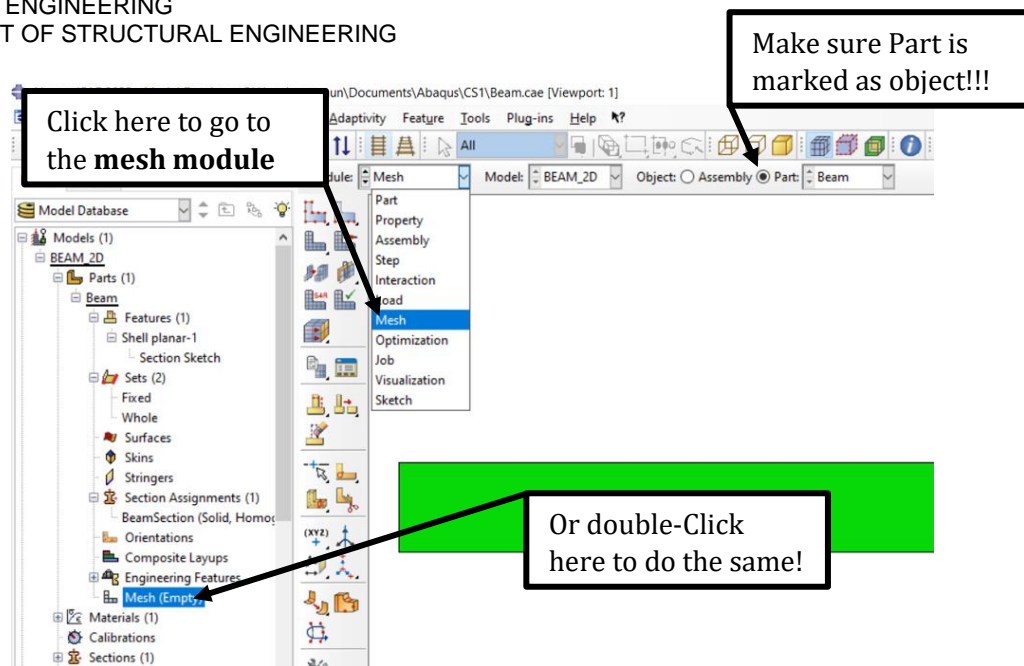 ENGINEERING
T OF STRUCTURAL ENGINEERING
Make sure Part is
marked as object!!!
un\Documents\Abaqus\CS1\Beam.cae [Viewport: 1]
Click here to go to
the mesh module
Adaptivity Feature Tools Plug-ins Help
All
dule: Mesh Model: BEAM_2D Object: Assembly Part: Beam
Model Database
Part
Property
Assembly
Step
Interaction
Load
Mesh
Optimization
Job
Visualization
Sketch
Models (1)
BEAM_2D
Parts (1)
Beam
Features (1)
Shell planar-1
Section Sketch
Sets (2)
Fixed
Whole
Surfaces
Skins
Stringers
Section Assignments (1)
BeamSection (Solid, Homog
Orientations
Composite Layups
Engineering Features
Mesh (Empty)
Materials (1)
Calibrations
Sections (1)
(XYZ)
Or double-Click
here to do the same!